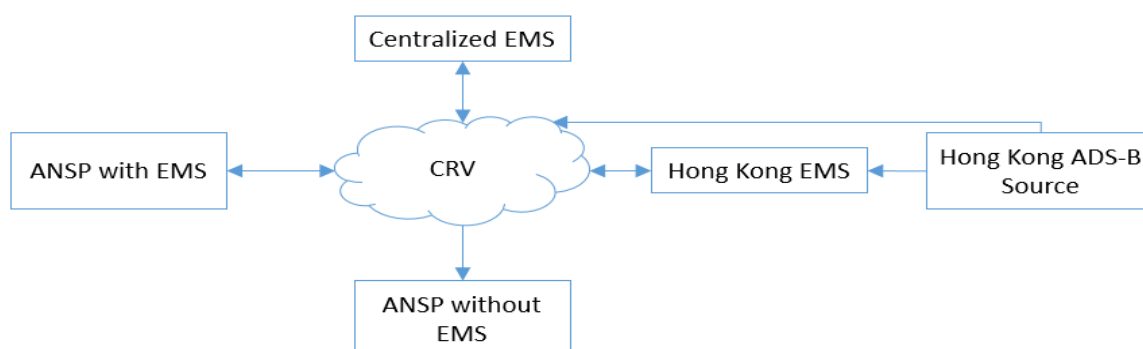 Centralized EMS
ANSP with EMS
CRV
Hong Kong EMS
Hong Kong ADS-B
Source
ANSP without
EMS